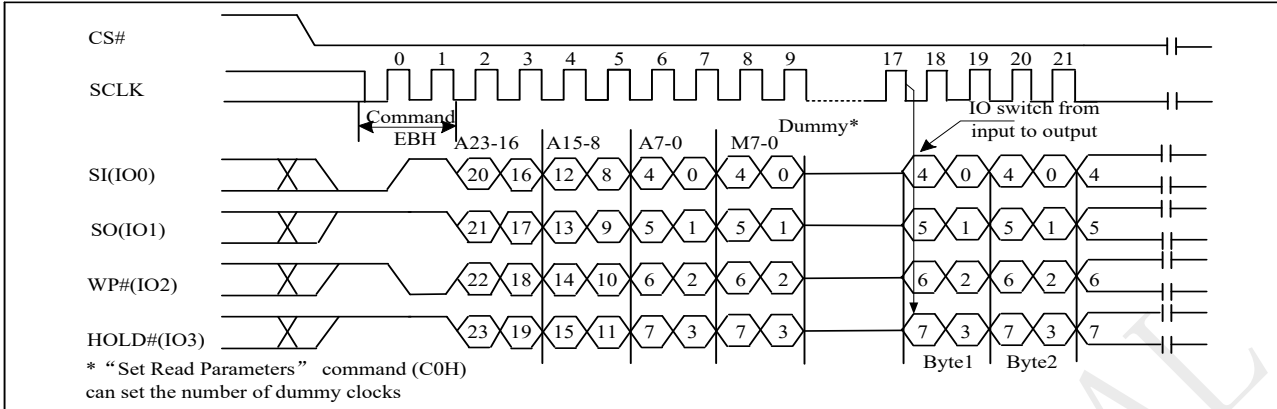 CS#
0 1 2 3 4 5 6 7 8 9 17 18 19 20 21
SCLK
IO switch from
input to output
Command
EBH
Dummy*
A23-16 A15-8 A7-0 M7-0
SI(IO0) 20 16 12 8 4 0 4 0 4 0 4 0 4
SO(IO1) 21 17 13 9 5 1 5 1 5 1 5 1 5
WP#(IO2) 22 18 14 10 6 2 6 2 6 2 6 2 6
HOLD#(IO3) 23 19 15 11 7 3 7 3 7 3 7 3 7
Byte1 Byte2
* “Set Read Parameters” command (C0H)
can set the number of dummy clocks